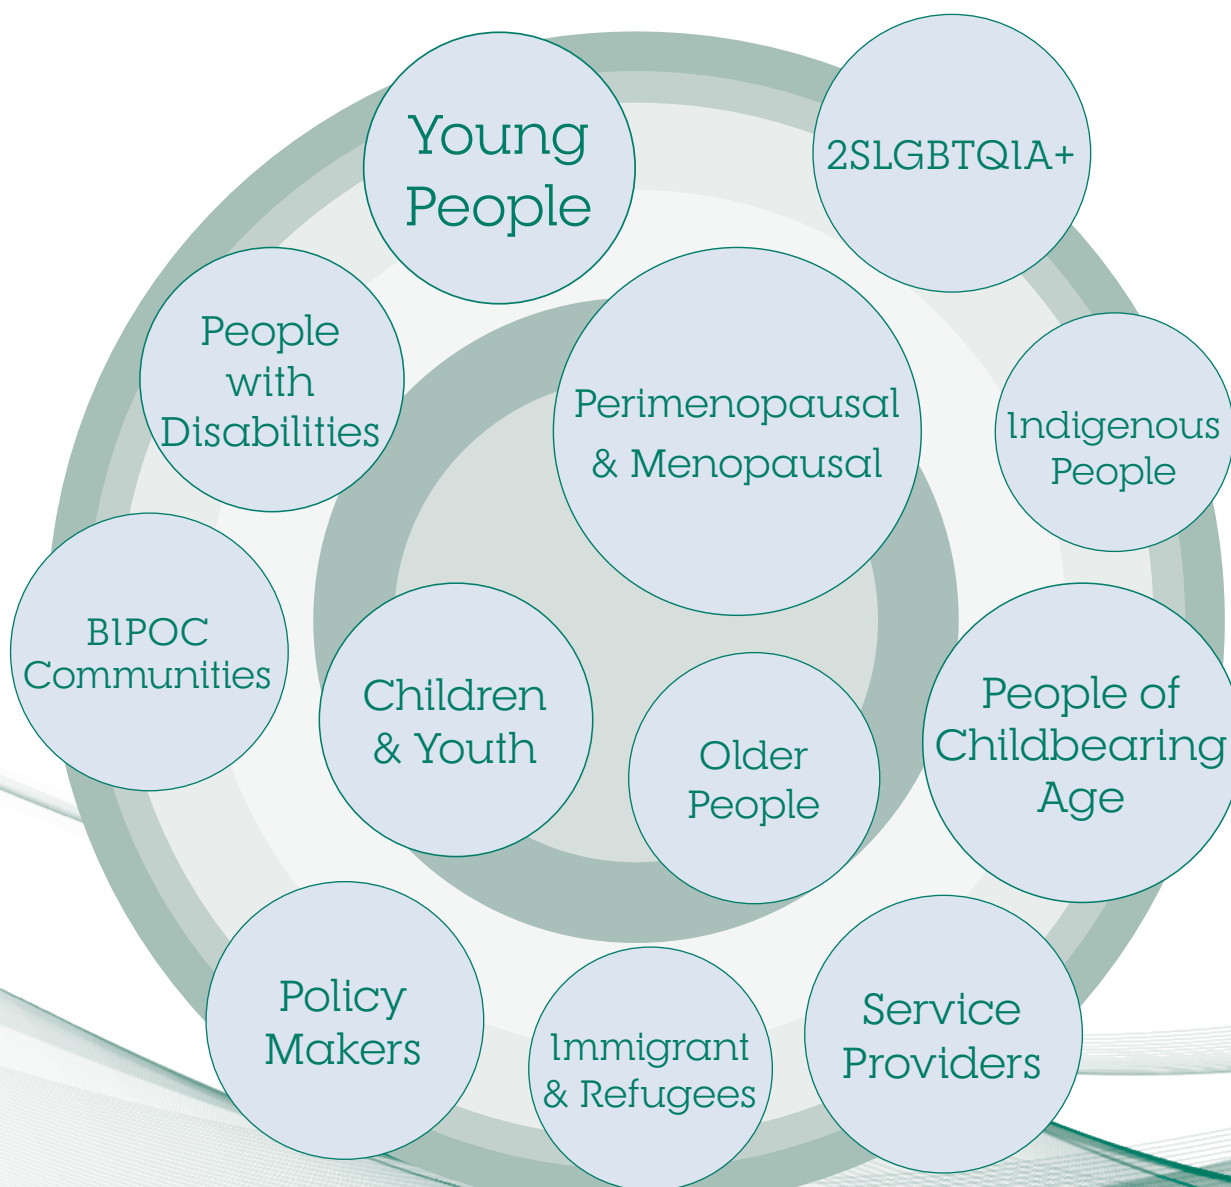 Young
People
2SLGBTQIA+
People
with
Disabilities
Perimenopausal
& Menopausal
Indigenous
People
BIPOC
Communities
Children
& Youth
Older
People
People of
Childbearing
Age
Policy
Makers
Immigrant
& Refugees
Service
Providers